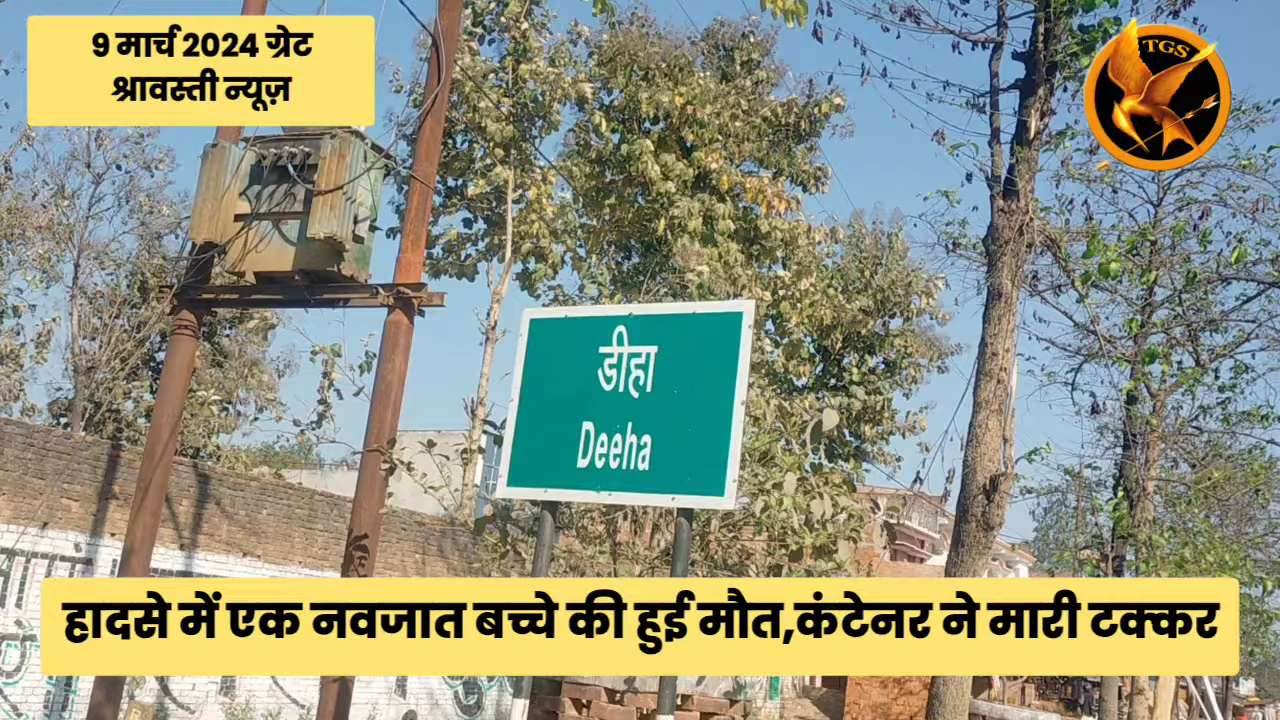 9 मार्च 2024 ग्रेट
श्रावस्ती न्यूज़
TGS
डीहा
Deeha
हादसे में एक नवजात बच्चे की हुई मौत,कंटेनर ने मारी टक्कर